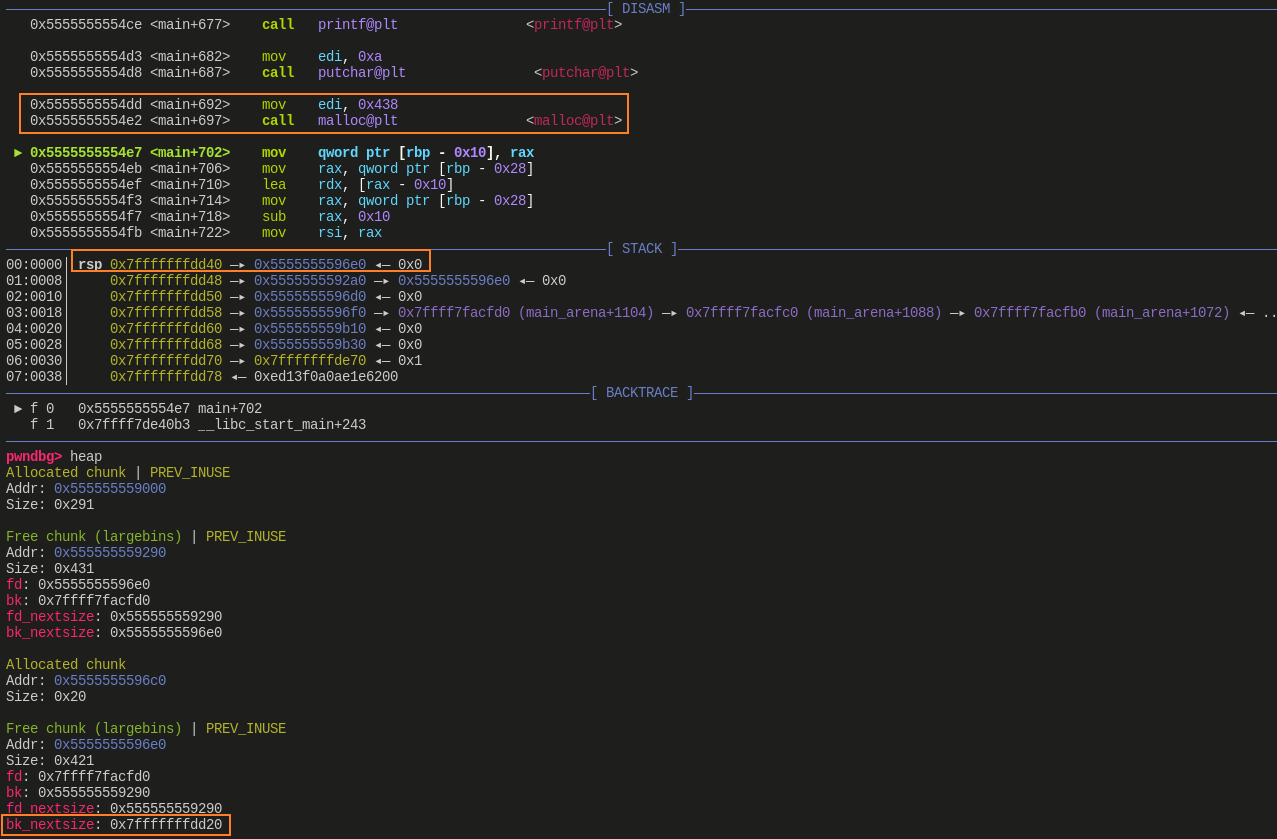 [ DISASM ]
0x5555555554ce <main+677> call printf@plt <printf@plt>
0x5555555554d3 <main+682> mov edi, 0xa
0x5555555554d8 <main+687> call putchar@plt <putchar@plt>
0x5555555554dd <main+692> mov edi, 0x438
0x5555555554e2 <main+697> call malloc@plt <malloc@plt>
► 0x5555555554e7 <main+702> mov qword ptr [rbp - 0x10], rax
0x5555555554eb <main+706> mov rax, qword ptr [rbp - 0x28]
0x5555555554ef <main+710> lea rdx, [rax - 0x10]
0x5555555554f3 <main+714> mov rax, qword ptr [rbp - 0x28]
0x5555555554f7 <main+718> sub rax, 0x10
0x5555555554fb <main+722> mov rsi, rax
[ STACK ]
00:0000│ rsp 0x7fffffffdd40 —▸ 0x5555555596e0 ◂— 0x0
01:0008│ 0x7fffffffdd48 —▸ 0x5555555592a0 —▸ 0x5555555596e0 ◂— 0x0
02:0010│ 0x7fffffffdd50 —▸ 0x5555555596d0 ◂— 0x0
03:0018│ 0x7fffffffdd58 —▸ 0x5555555596f0 —▸ 0x7ffff7facfd0 (main_arena+1104) —▸ 0x7ffff7facfc0 (main_arena+1088) —▸ 0x7ffff7facfb0 (main_arena+1072) ◂— ..
04:0020│ 0x7fffffffdd60 —▸ 0x555555559b10 ◂— 0x0
05:0028│ 0x7fffffffdd68 —▸ 0x555555559b30 ◂— 0x0
06:0030│ 0x7fffffffdd70 —▸ 0x7fffffffde70 ◂— 0x1
07:0038│ 0x7fffffffdd78 ◂— 0xed13f0a0ae1e6200
[ BACKTRACE ]
► f 0 0x5555555554e7 main+702
f 1 0x7ffff7de40b3 __libc_start_main+243
pwndbg> heap
Allocated chunk | PREV_INUSE
Addr: 0x555555559000
Size: 0x291
Free chunk (largebins) | PREV_INUSE
Addr: 0x555555559290
Size: 0x431
fd: 0x5555555596e0
bk: 0x7ffff7facfd0
fd_nextsize: 0x555555559290
bk_nextsize: 0x5555555596e0
Allocated chunk
Addr: 0x5555555596c0
Size: 0x20
Free chunk (largebins) | PREV_INUSE
Addr: 0x5555555596e0
Size: 0x421
fd: 0x7ffff7facfd0
bk: 0x555555559290
fd_nextsize: 0x555555559290
bk_nextsize: 0x7fffffffdd20